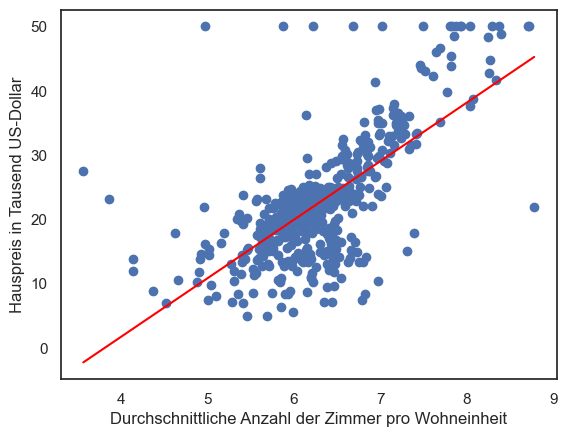 50
40
30
20
10
0
Hauspreis in Tausend US-Dollar
4 5 6 7 8 9
Durchschnittliche Anzahl der Zimmer pro Wohneinheit